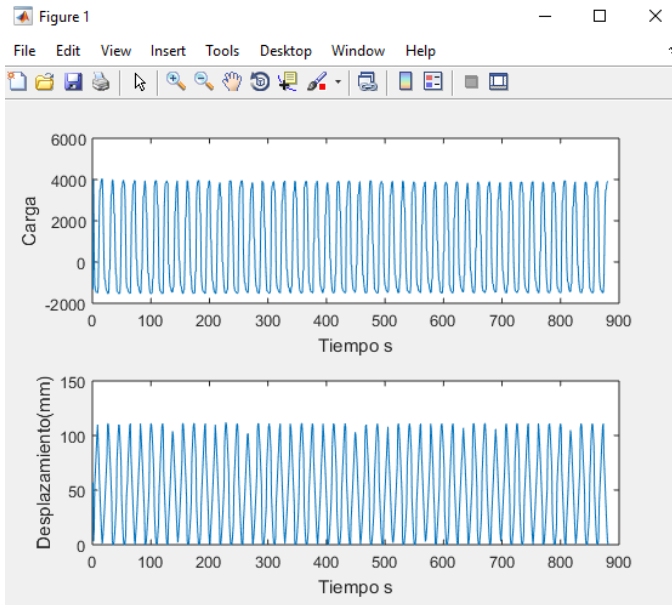 Figure 1
File Edit View Insert Tools Desktop Window Help
6000
4000
2000
0
-2000
Carga
0 100 200 300 400 500 600 700 800 900
Tiempo s
150
100
50
0
Desplazamiento(mm)
0 100 200 300 400 500 600 700 800 900
Tiempo s